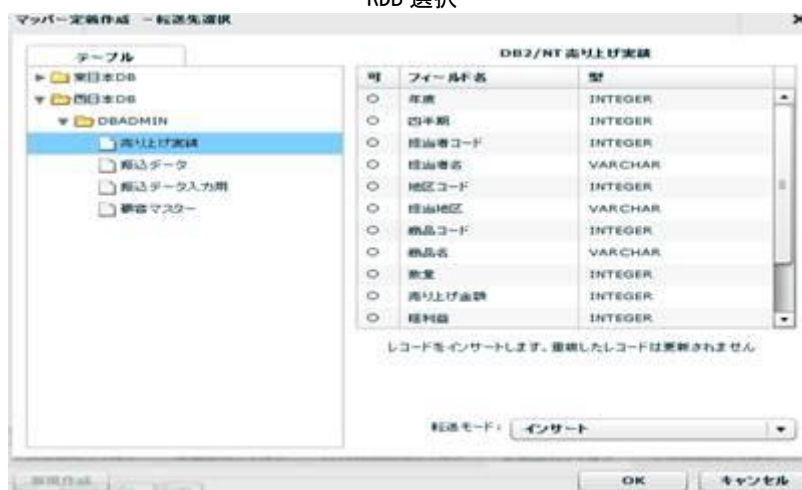 RDB 選択
マッパー定義作成 －転送先選択
テーブル
東日本DB
西日本DB
DBADMIN
売り上げ実績
振込データ
振込データ入力用
顧客マスター
DB2/NT 売り上げ実績
可 フィールド名 型
○ 年度 INTEGER
○ 四半期 INTEGER
○ 担当者コード INTEGER
○ 担当者名 VARCHAR
○ 地区コード INTEGER
○ 担当地区 VARCHAR
○ 商品コード INTEGER
○ 商品名 VARCHAR
○ 数量 INTEGER
○ 売り上げ金額 INTEGER
○ 粗利益 INTEGER
レコードをインサートします。重複したレコードは更新されません
転送モード： インサート
新規作成
OK キャンセル